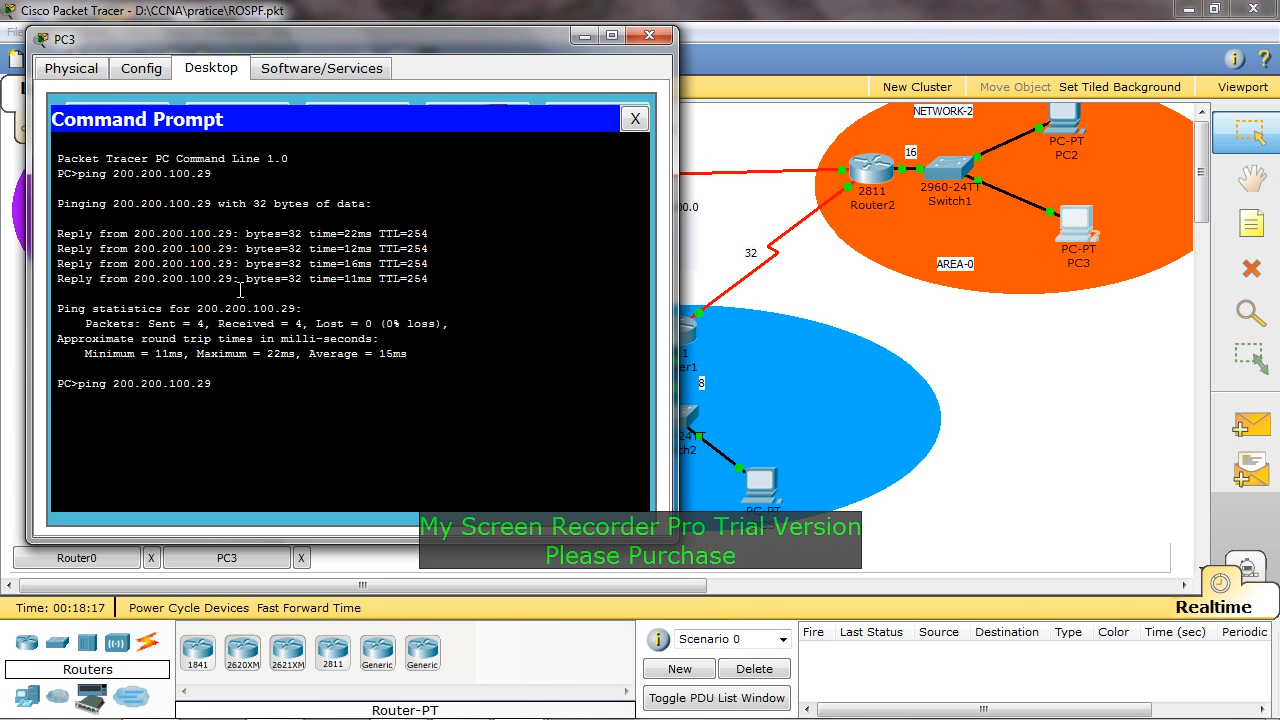 Cisco Packet Tracer - D:\CCNA\pratice\ROSPF.pkt
PC3
Physical
Config
Desktop
Software/Services
New Cluster
Move Object
Set Tiled Background
Viewport
Command Prompt
X
Packet Tracer PC Command Line 1.0
PC>ping 200.200.100.29
Pinging 200.200.100.29 with 32 bytes of data:
Reply from 200.200.100.29: bytes=32 time=22ms TTL=254
Reply from 200.200.100.29: bytes=32 time=12ms TTL=254
Reply from 200.200.100.29: bytes=32 time=16ms TTL=254
Reply from 200.200.100.29: bytes=32 time=11ms TTL=254
Ping statistics for 200.200.100.29:
Packets: Sent = 4, Received = 4, Lost = 0 (0% loss),
Approximate round trip times in milli-seconds:
Minimum = 11ms, Maximum = 22ms, Average = 15ms
PC>ping 200.200.100.29
NETWORK-2
PC-PT
PC2
16
2811
Router2
2960-24TT
Switch1
PC-PT
PC3
AREA-0
00.0
32
1
er1
8
24TT
ch2
PC-PT
My Screen Recorder Pro Trial Version
Please Purchase
Router0
X
PC3
X
Time: 00:18:17
Power Cycle Devices
Fast Forward Time
Realtime
Routers
1841
2620XM
2621XM
2811
Generic
Generic
Router-PT
Scenario 0
New
Delete
Toggle PDU List Window
Fire
Last Status
Source
Destination
Type
Color
Time (sec)
Periodic